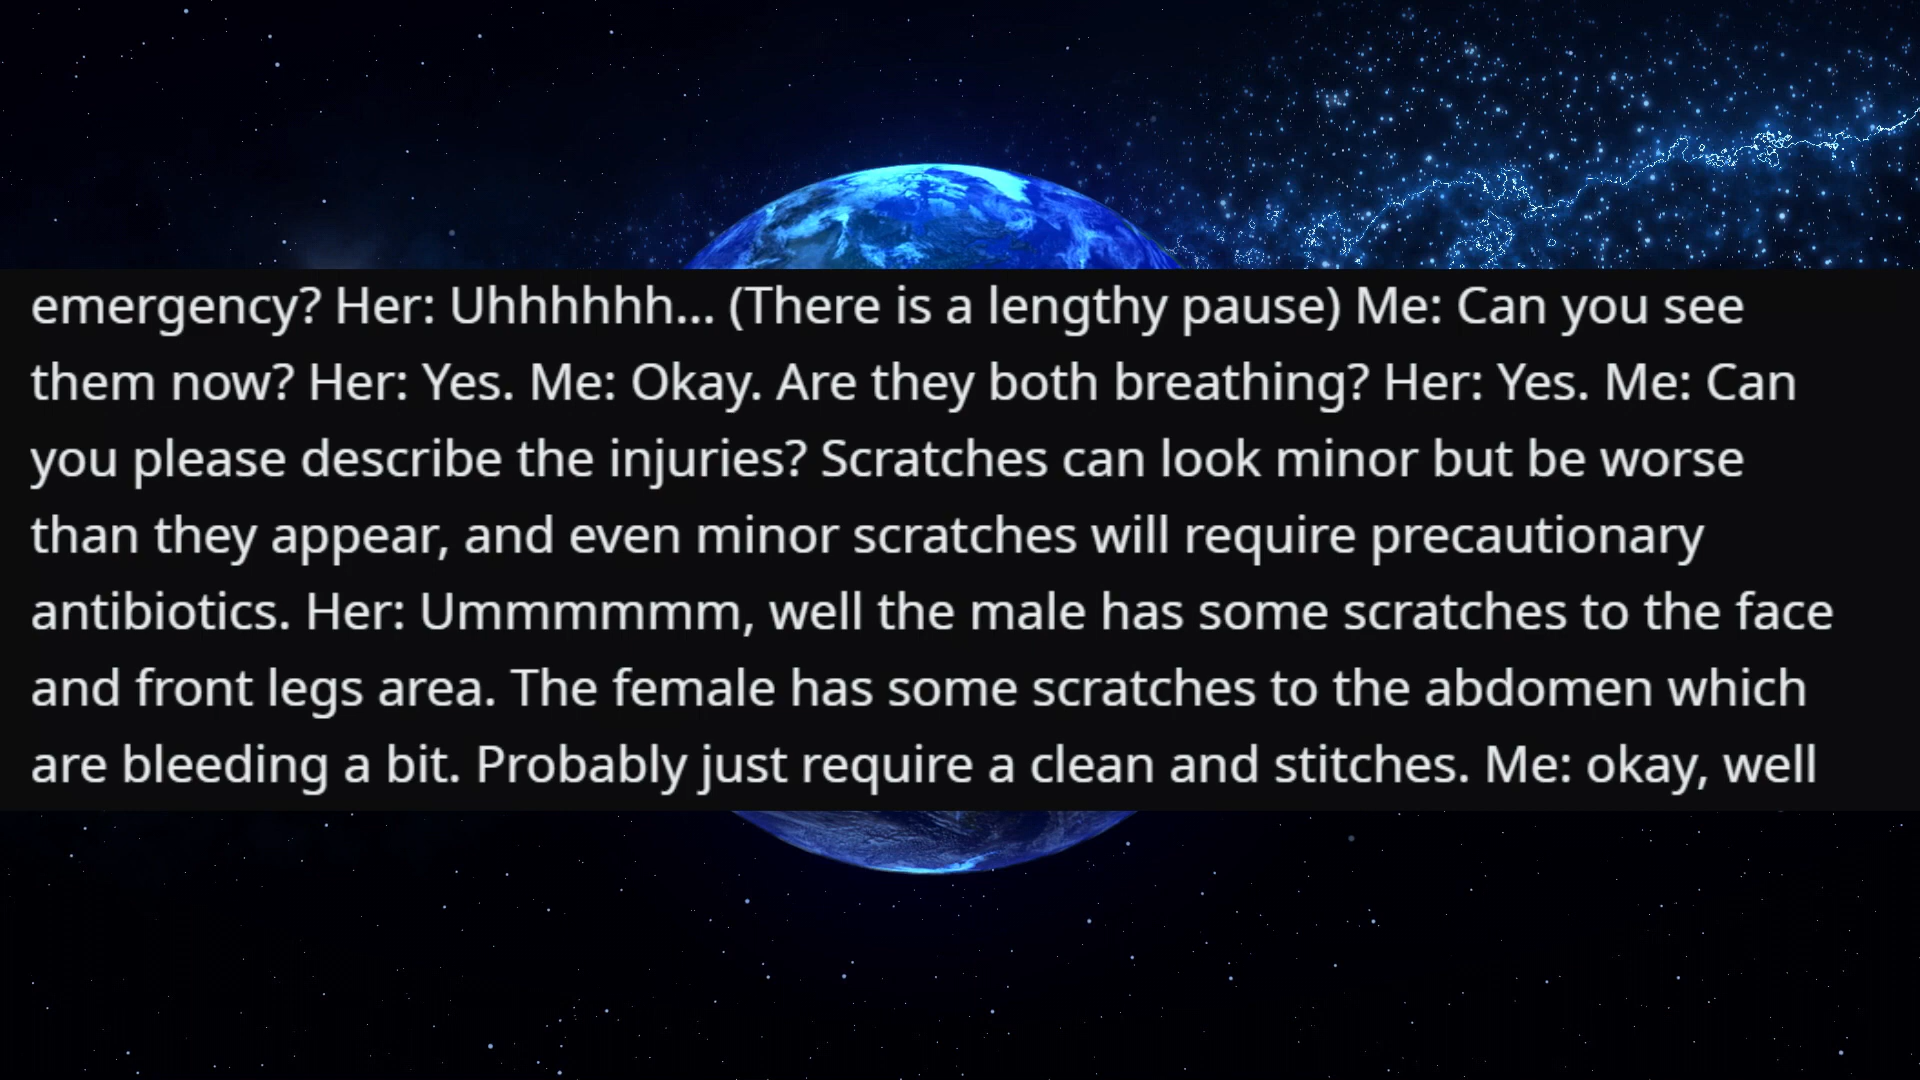 emergency? Her: Uhhhhhh... (There is a lengthy pause) Me: Can you see
them now? Her: Yes. Me: Okay. Are they both breathing? Her: Yes. Me: Can
you please describe the injuries? Scratches can look minor but be worse
than they appear, and even minor scratches will require precautionary
antibiotics. Her: Ummmmmm, well the male has some scratches to the face
and front legs area. The female has some scratches to the abdomen which
are bleeding a bit. Probably just require a clean and stitches. Me: okay, well